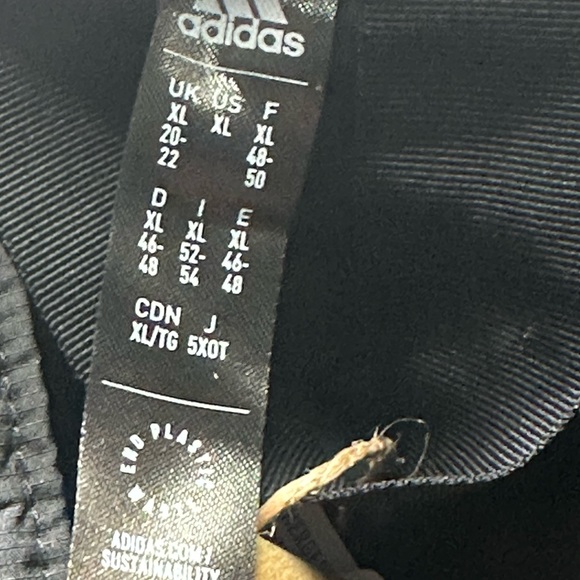 adidas
UK US F
XL XL XL
20- 48-
22 50
D I E
XL XL XL
46- 52- 46-
48 54 48
CDN J
XL/TG 5XOT
END PLASTIC
WASTE
ADIDAS.COM/
SUSTAINABILITY